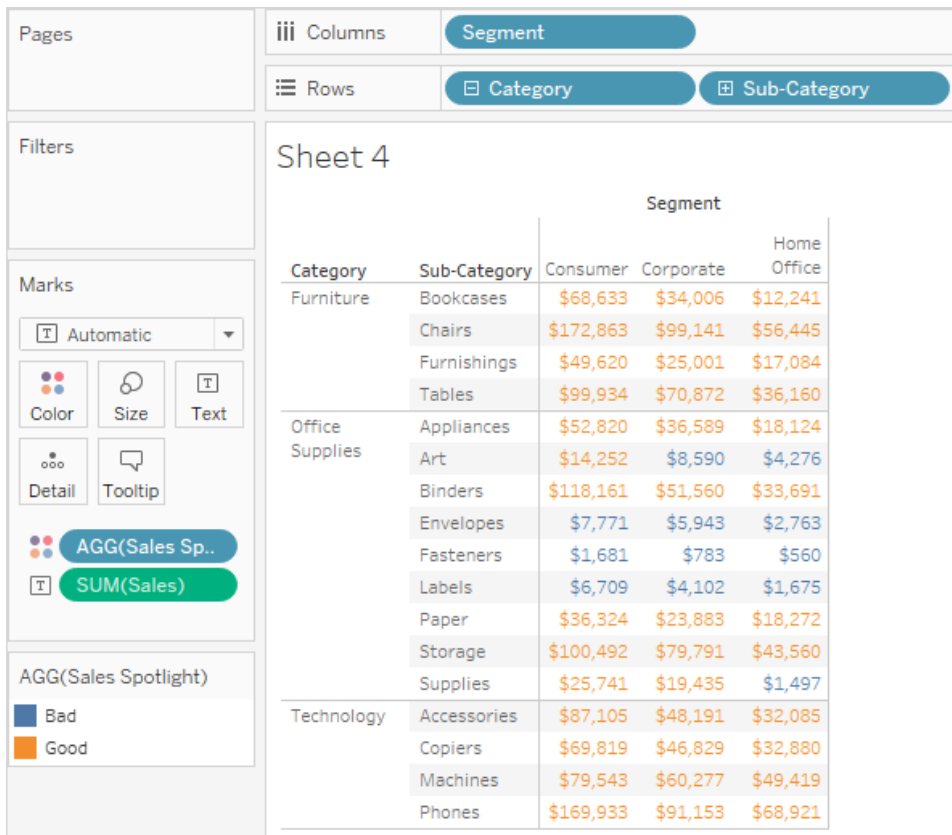 Pages
Columns Segment
Rows Category Sub-Category
Filters
Sheet 4
Segment
Category Sub-Category Consumer Corporate Home Office
Furniture Bookcases $68,633 $34,006 $12,241
Chairs $172,863 $99,141 $56,445
Furnishings $49,620 $25,001 $17,084
Tables $99,934 $70,872 $36,160
Office Supplies Appliances $52,820 $36,589 $18,124
Art $14,252 $8,590 $4,276
Binders $118,161 $51,560 $33,691
Envelopes $7,771 $5,943 $2,763
Fasteners $1,681 $783 $560
Labels $6,709 $4,102 $1,675
Paper $36,324 $23,883 $18,272
Storage $100,492 $79,791 $43,560
Supplies $25,741 $19,435 $1,497
Technology Accessories $87,105 $48,191 $32,085
Copiers $69,819 $46,829 $32,880
Machines $79,543 $60,277 $49,419
Phones $169,933 $91,153 $68,921
Marks
T Automatic
Color Size T Text
Detail Tooltip
AGG(Sales Sp..
T SUM(Sales)
AGG(Sales Spotlight)
Bad
Good